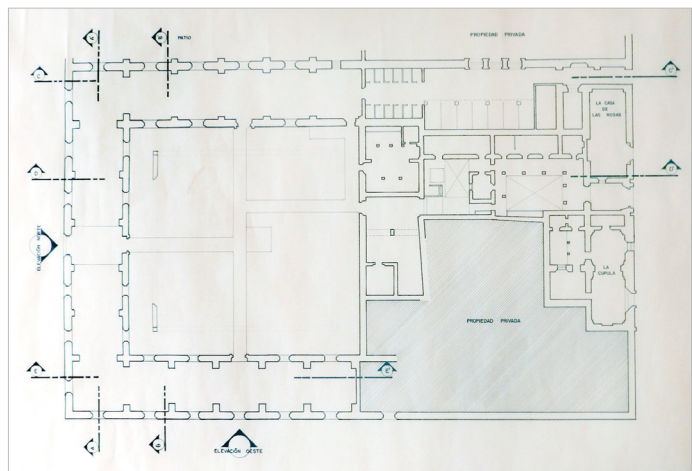 PROPIEDAD PRIVADA
PATIO
A'
B'
C
C'
LA CASA
DE
LAS ROSAS
D
D'
ELEVACIÓN NORTE
LA
CUPULA
PROPIEDAD PRIVADA
E
E'
A
B
ELEVACIÓN OESTE